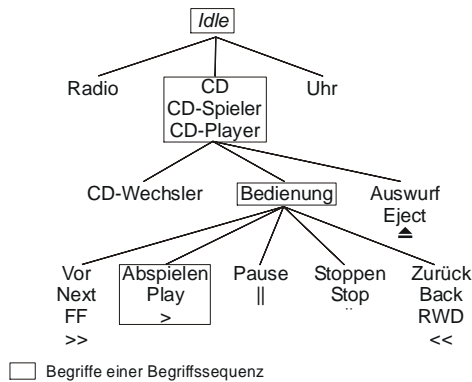 Idle
Radio
CD
CD-Spieler
CD-Player
Uhr
CD-Wechsler
Bedienung
Auswurf
Eject
⏏
Vor
Next
FF
>>
Abspielen
Play
>
Pause
||
Stoppen
Stop
¨
Zurück
Back
RWD
<<
Begriffe einer Begriffssequenz